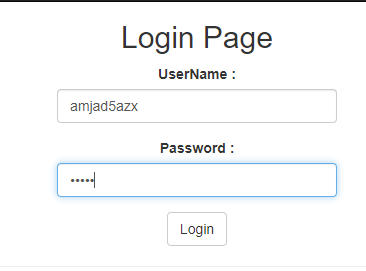 Login Page
UserName :
amjad5azx
Password :
•••••
Login